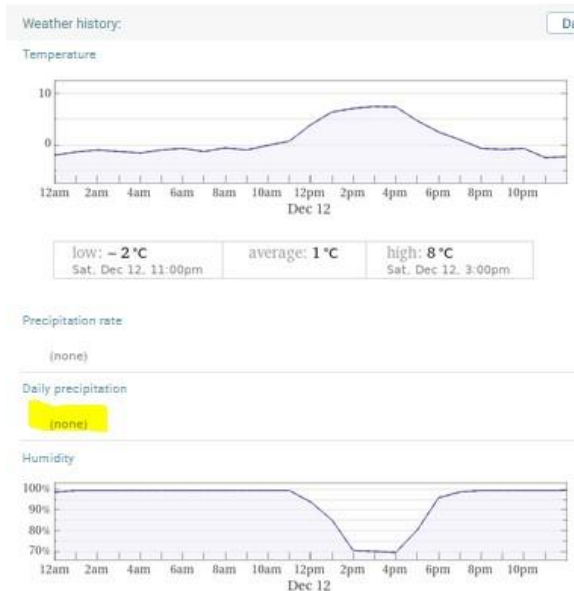 Weather history:
Da
Temperature
10
0
12am 2am 4am 6am 8am 10am 12pm 2pm 4pm 6pm 8pm 10pm
Dec 12
low: – 2 °C average: 1 °C high: 8 °C
Sat, Dec 12, 11:00pm Sat, Dec 12, 3:00pm
Precipitation rate
(none)
Daily precipitation
(none)
Humidity
100%
90%
80%
70%
12am 2am 4am 6am 8am 10am 12pm 2pm 4pm 6pm 8pm 10pm
Dec 12